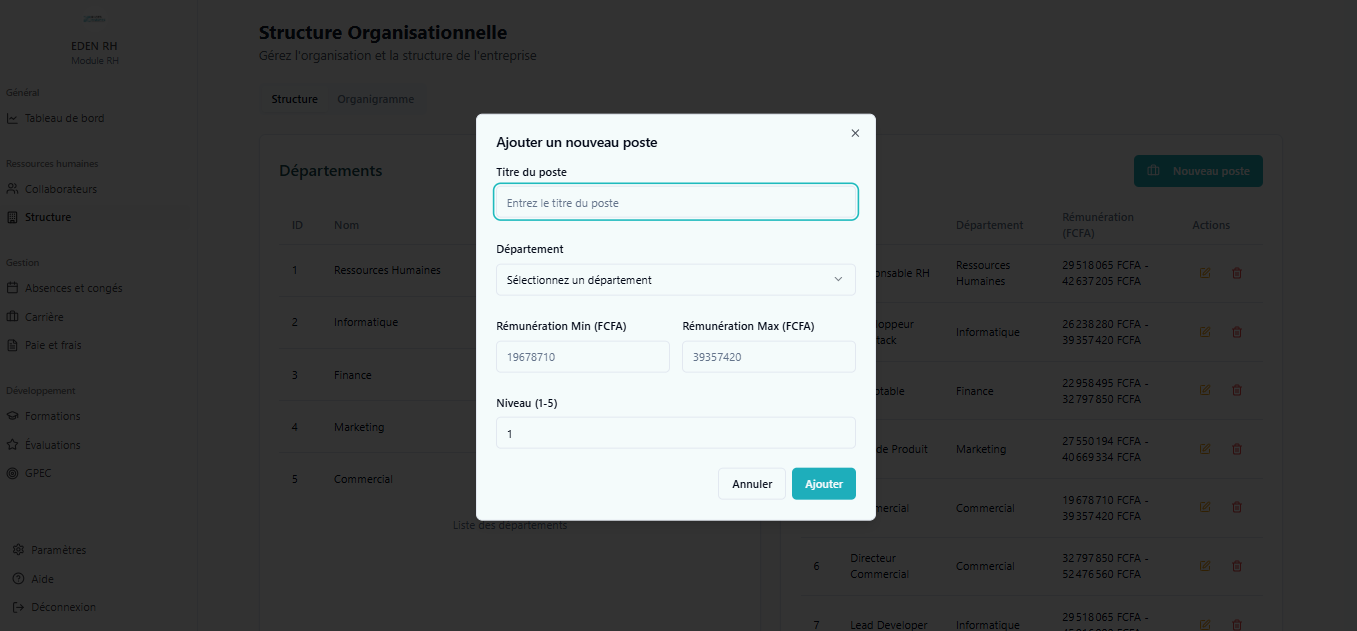 EDEN RH
Module RH
Général
Tableau de bord
Ressources humaines
Collaborateurs
Structure
Gestion
Absences et congés
Carrière
Paie et frais
Développement
Formations
Évaluations
GPEC
Paramètres
Aide
Déconnexion
Structure Organisationnelle
Gérez l'organisation et la structure de l'entreprise
Structure Organigramme
Départements
ID Nom
1 Ressources Humaines
2 Informatique
3 Finance
4 Marketing
5 Commercial
Liste des départements
Ajouter un nouveau poste
Titre du poste
Entrez le titre du poste
Département
Sélectionnez un département
Rémunération Min (FCFA) Rémunération Max (FCFA)
19678710 39357420
Niveau (1-5)
1
Annuler Ajouter
Nouveau poste
Département Rémunération
(FCFA) Actions
onsable RH Ressources
Humaines 29 518 065 FCFA -
42 637 205 FCFA
loppeur
tack Informatique 26 238 280 FCFA -
39 357 420 FCFA
table Finance 22 958 495 FCFA -
32 797 850 FCFA
de Produit Marketing 27 550 194 FCFA -
40 669 334 FCFA
mercial Commercial 19 678 710 FCFA -
39 357 420 FCFA
6 Directeur
Commercial Commercial 32 797 850 FCFA -
52 476 560 FCFA
7 Lead Developer Informatique 29 518 065 FCFA -